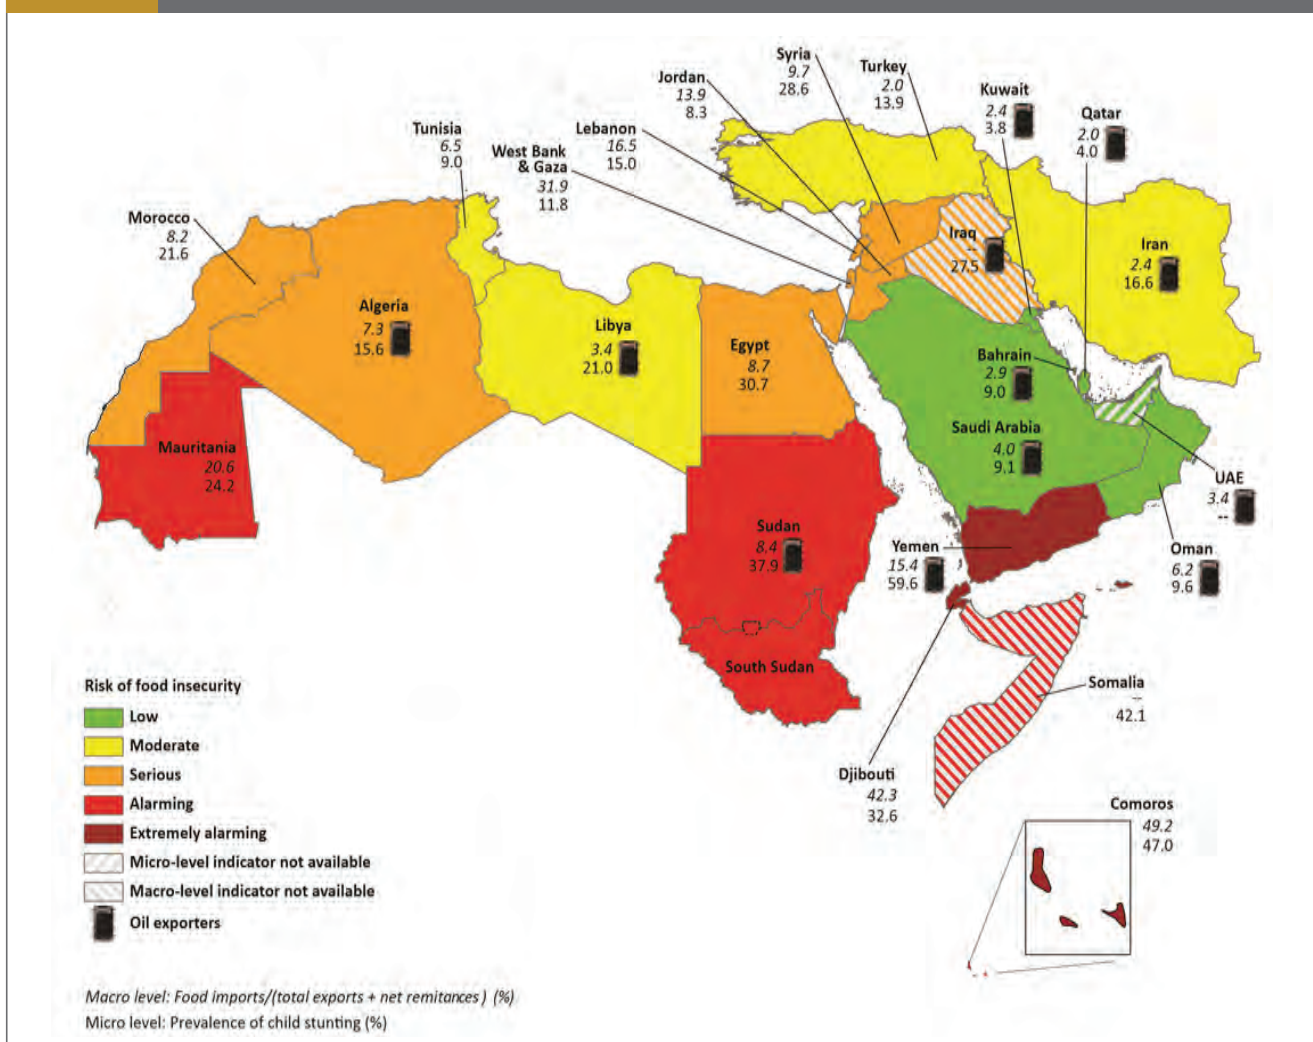 Syria
9.7
28.6
Turkey
2.0
13.9
Jordan
13.9
8.3
Kuwait
2.4
3.8
Qatar
2.0
4.0
Tunisia
6.5
9.0
Lebanon
16.5
15.0
West Bank
& Gaza
31.9
11.8
Morocco
8.2
21.6
Iraq
--
27.5
Iran
2.4
16.6
Algeria
7.3
15.6
Libya
3.4
21.0
Egypt
8.7
30.7
Bahrain
2.9
9.0
Saudi Arabia
4.0
9.1
Mauritania
20.6
24.2
UAE
3.4
--
Sudan
8.4
37.9
Yemen
15.4
59.6
Oman
6.2
9.6
South Sudan
Somalia
--
42.1
Djibouti
42.3
32.6
Comoros
49.2
47.0
Risk of food insecurity
Low
Moderate
Serious
Alarming
Extremely alarming
Micro-level indicator not available
Macro-level indicator not available
Oil exporters
Macro level: Food imports/(total exports + net remitances) (%)
Micro level: Prevalence of child stunting (%)